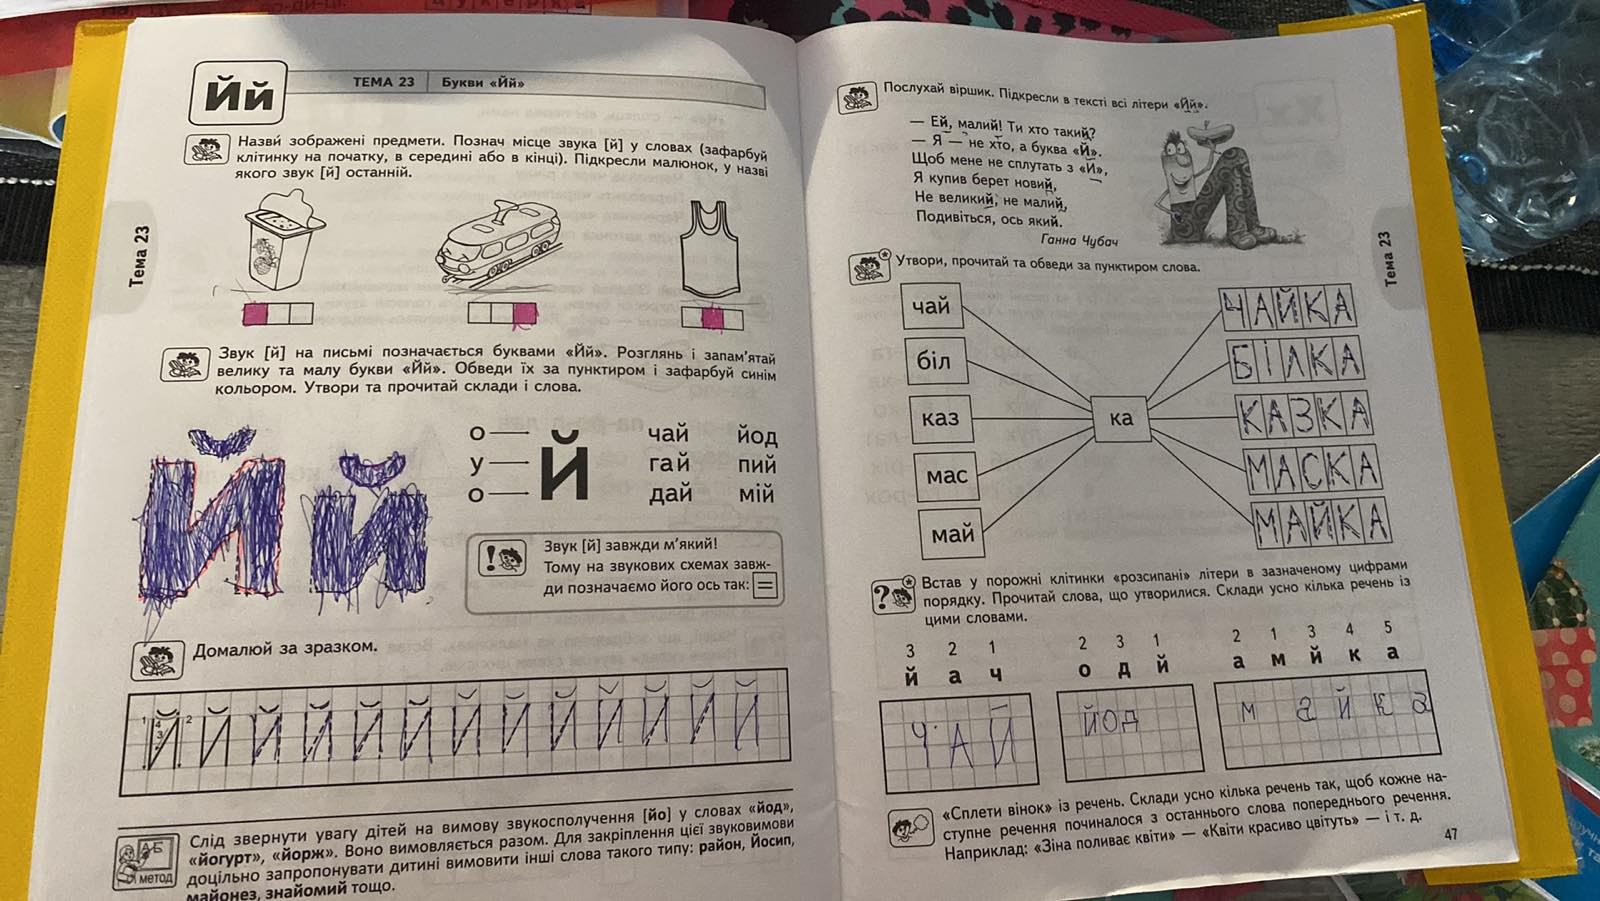 Йй
ТЕМА 23
Букви «Йй»
Назви зображені предмети. Познач місце звука [й] у словах (зафарбуй
клітинку на початку, в середині або в кінці). Підкресли малюнок, у назві
якого звук [й] останній.
Тема 23
Звук [й] на письмі позначається буквами «Йй». Розглянь і запам'ятай
велику та малу букви «Йй». Обведи їх за пунктиром і зафарбуй синім
кольором. Утвори та прочитай склади і слова.
Й й
о
у
о
Й
чай йод
гай пий
дай мій
! Звук [й] завжди м'який!
Тому на звукових схемах завж-
ди позначаємо його ось так: =
Домалюй за зразком.
1 4 3 2
Й Й Й Й Й Й Й Й Й Й Й Й Й
А-Б
метод
Слід звернути увагу дітей на вимову звукосполучення [йо] у словах «йод»,
«йогурт», «йорж». Воно вимовляється разом. Для закріплення цієї звуковимови
доцільно запропонувати дитині вимовити інші слова такого типу: район, Йосип,
майонез, знайомий тощо.
Послухай віршик. Підкресли в тексті всі літери «Йй».
— Ей, малий! Ти хто такий?
— Я — не хто, а буква «Й».
Щоб мене не сплутать з «И»,
Я купив берет новий,
Не великий, не малий,
Подивіться, ось який.
Ганна Чубач
Тема 23
Утвори, прочитай та обведи за пунктиром слова.
чай
біл
каз
мас
май
ка
ЧАЙКА
БІЛКА
КАЗКА
МАСКА
МАЙКА
? Встав у порожні клітинки «розсипані» літери в зазначеному цифрами
порядку. Прочитай слова, що утворилися. Склади усно кілька речень із
цими словами.
3 2 1 2 3 1 2 1 3 4 5
й а ч о д й а м й к а
ЧАЙ йод майка
«Сплети вінок» із речень. Склади усно кілька речень так, щоб кожне на-
ступне речення починалося з останнього слова попереднього речення.
Наприклад: «Зіна поливає квіти» — «Квіти красиво цвітуть» — і т. д.
47